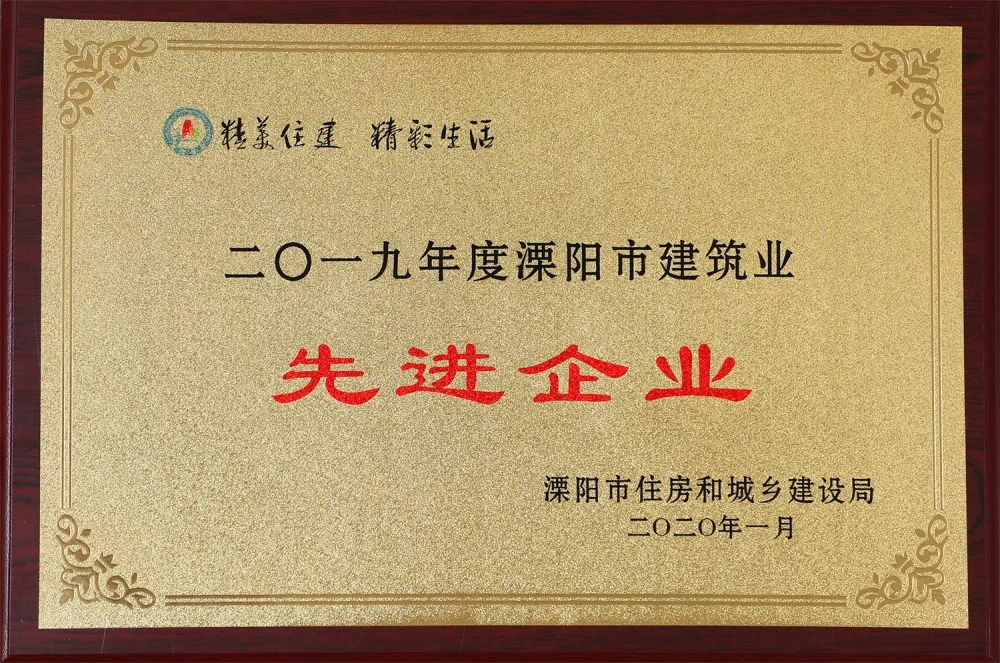 精美住建 精彩生活
二〇一九年度溧阳市建筑业
先进企业
溧阳市住房和城乡建设局
二〇二〇年一月